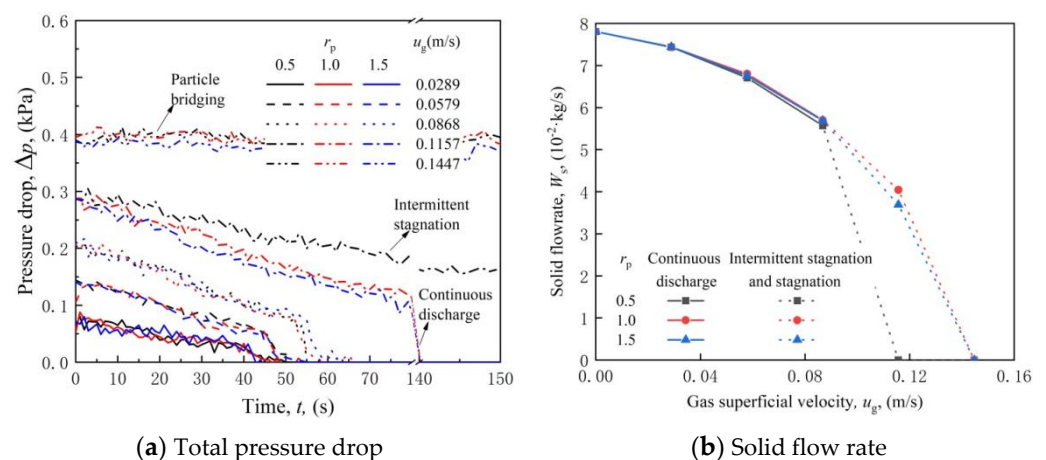 0.6
0.5
0.4
0.3
0.2
0.1
0.0
Pressure drop, Δp, (kPa)
r_p
u_g(m/s)
0.5 1.0 1.5
0.0289
0.0579
0.0868
0.1157
0.1447
Particle
bridging
Intermittent
stagnation
Continuous
discharge
0 10 20 30 40 50 60 70 140 150
Time, t, (s)
(a) Total pressure drop
8
7
6
5
4
3
2
1
0
Solid flowrate, W_s, (10⁻²·kg/s)
r_p Continuous discharge Intermittent stagnation and stagnation
0.5
1.0
1.5
0.00 0.04 0.08 0.12 0.16
Gas superficial velocity, u_g, (m/s)
(b) Solid flow rate